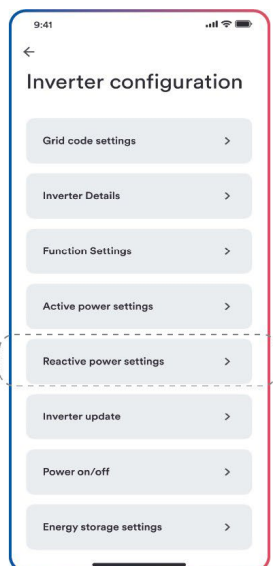 9:41
Inverter configuration
Grid code settings
Inverter Details
Function Settings
Active power settings
Reactive power settings
Inverter update
Power on/off
Energy storage settings